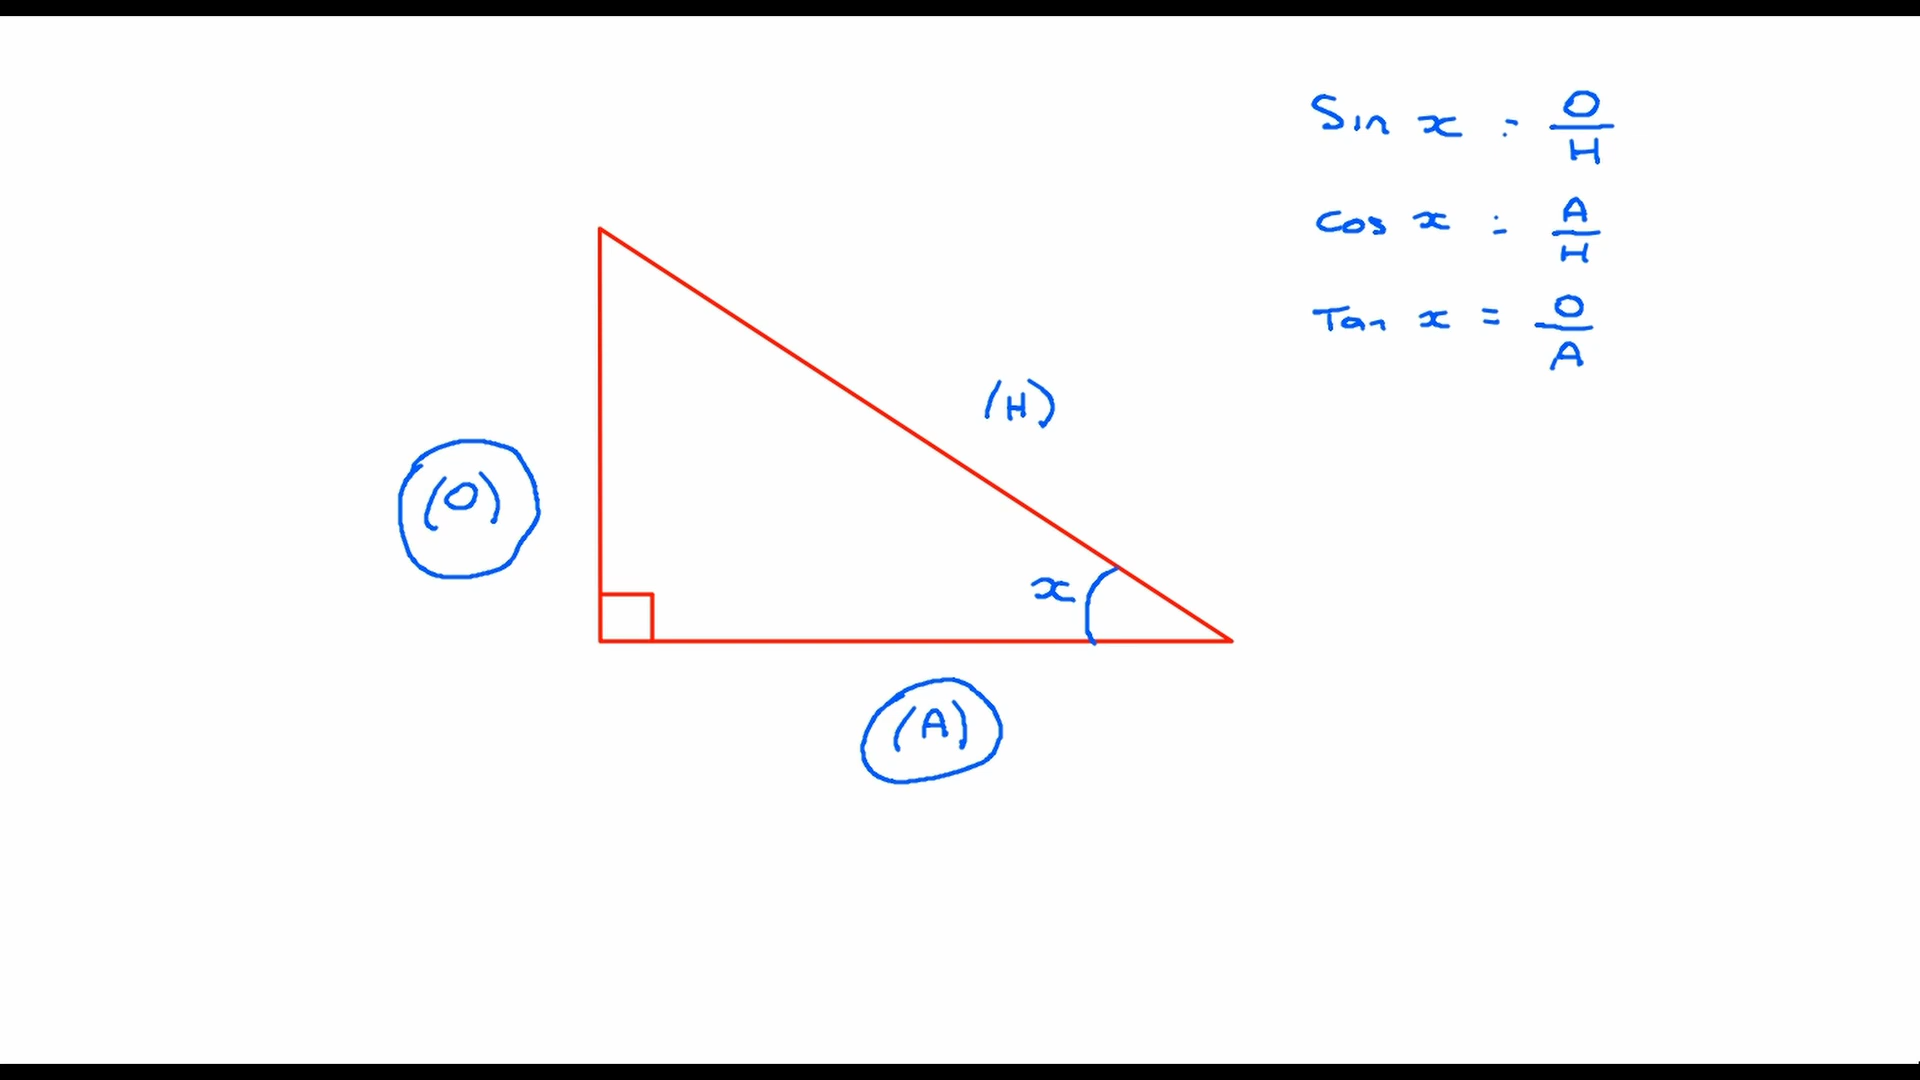 Sin x = O/H
Cos x = A/H
Tan x = O/A
(H)
(O)
x
(A)